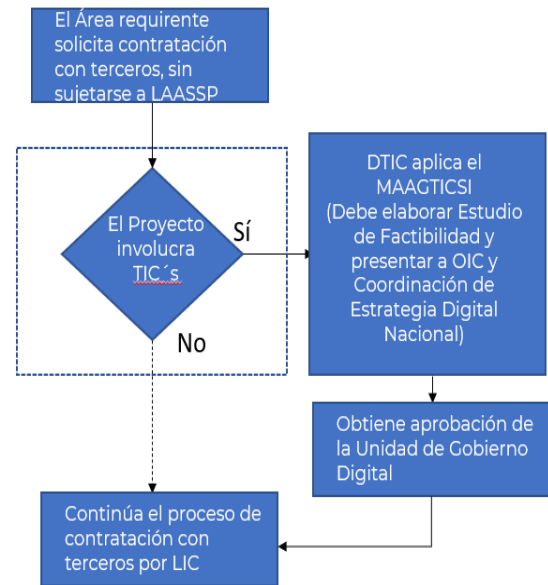 El Área requirente
solicita contratación
con terceros, sin
sujetarse a LAASSP
El Proyecto
involucra
TIC´s
Sí
No
DTIC aplica el
MAAGTICSI
(Debe elaborar Estudio
de Factibilidad y
presentar a OIC y
Coordinación de
Estrategia Digital
Nacional)
Obtiene aprobación de
la Unidad de Gobierno
Digital
Continúa el proceso de
contratación con
terceros por LIC